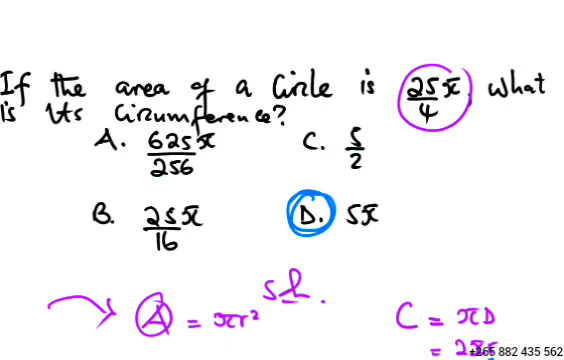 If the area of a Circle is 25π/4, what
is its Circumference?
A. 625π/256 C. 5/2
B. 25π/16 D. 5π
Sol.
A = πr² C = πD
+265 882 435 562